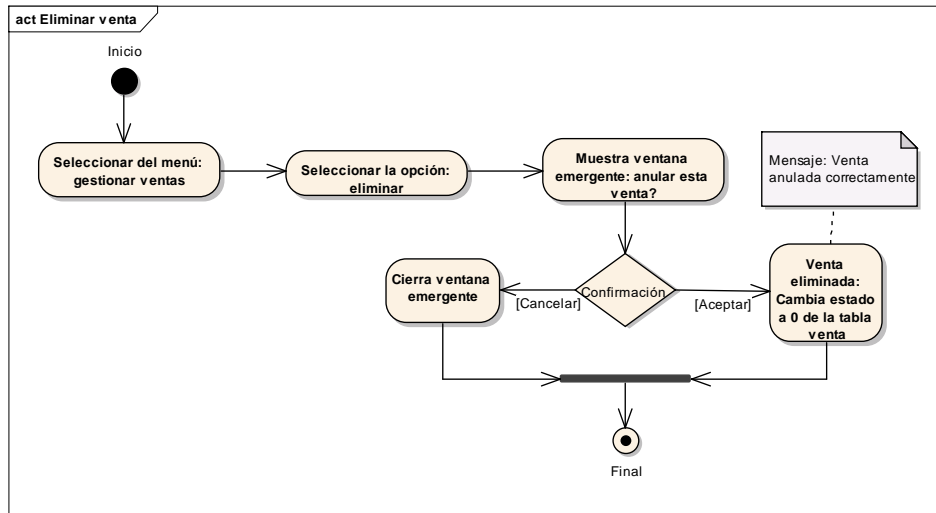 act Eliminar venta
Inicio
Seleccionar del menú:
gestionar ventas
Seleccionar la opción:
eliminar
Muestra ventana
emergente: anular esta
venta?
Mensaje: Venta
anulada correctamente
Cierra ventana
emergente
[Cancelar]
Confirmación
[Aceptar]
Venta
eliminada:
Cambia estado
a 0 de la tabla
venta
Final